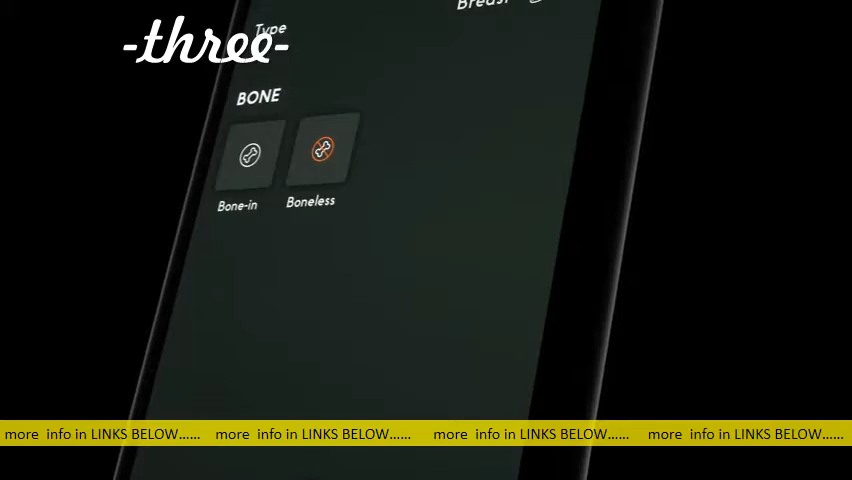 Breast
-three-
Type
BONE
Bone-in Boneless
more info in LINKS BELOW...... more info in LINKS BELOW...... more info in LINKS BELOW...... more info in LINKS BELOW......